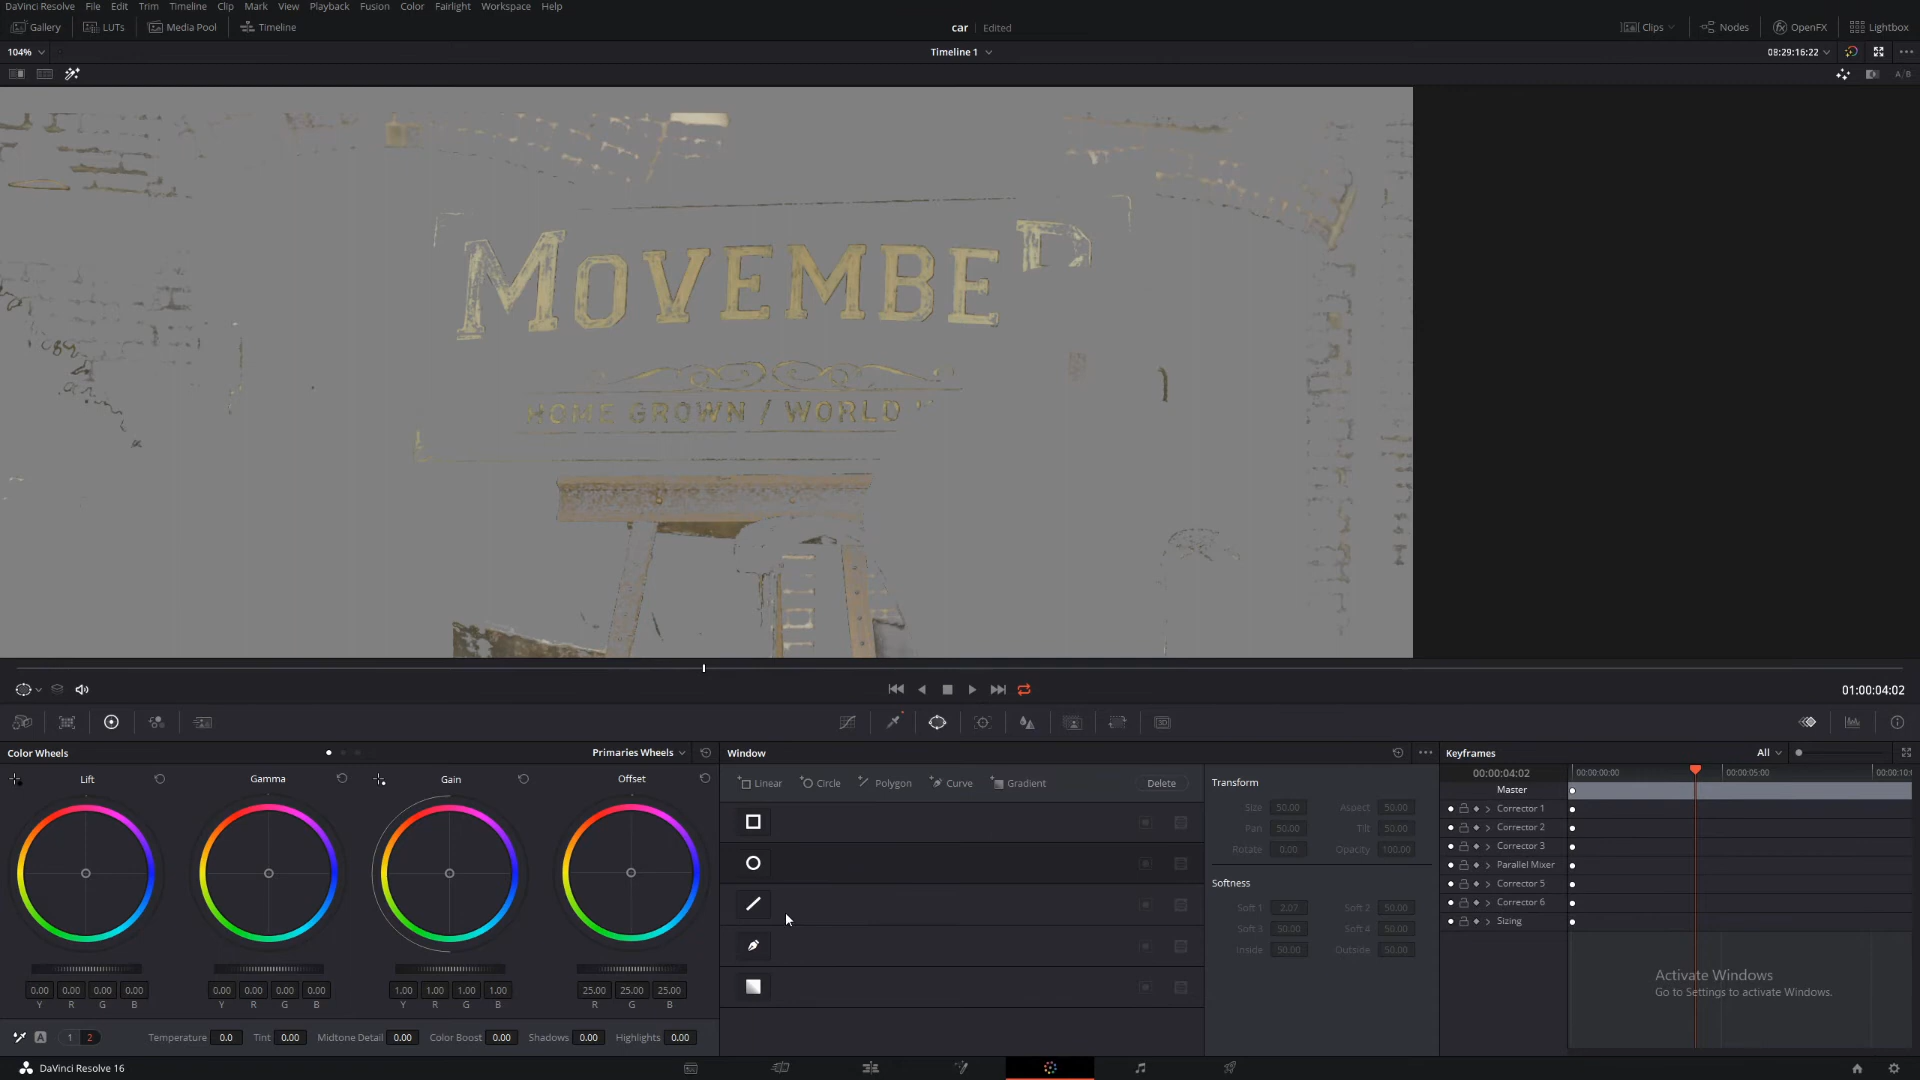 DaVinci Resolve File Edit Trim Timeline Clip Mark View Playback Fusion Color Fairlight Workspace Help
Gallery LUTs Media Pool Timeline car Edited Clips Nodes OpenFX Lightbox
104% Timeline 1 08:29:16:22
A/B
MOVEMBE
HOME GROWN / WORLD
01:00:04:02
Color Wheels Primaries Wheels Window Keyframes All
Lift Gamma Gain Offset
Linear Circle Polygon Curve Gradient Delete
Transform
Size 50.00 Aspect 50.00
Pan 50.00 Tilt 50.00
Rotate 0.00 Opacity 100.00
Softness
Soft 1 2.07 Soft 2 50.00
Soft 3 50.00 Soft 4 50.00
Inside 50.00 Outside 50.00
00:00:04:02 00:00:00:00 00:00:05:00 00:00:10:
Master
Corrector 1
Corrector 2
Corrector 3
Parallel Mixer
Corrector 5
Corrector 6
Sizing
0.00 0.00 0.00 0.00 0.00 0.00 0.00 0.00 1.00 1.00 1.00 1.00 25.00 25.00 25.00
Y R G B Y R G B Y R G B R G B
A 1 2 Temperature 0.0 Tint 0.00 Midtone Detail 0.00 Color Boost 0.00 Shadows 0.00 Highlights 0.00
Activate Windows
Go to Settings to activate Windows.
DaVinci Resolve 16